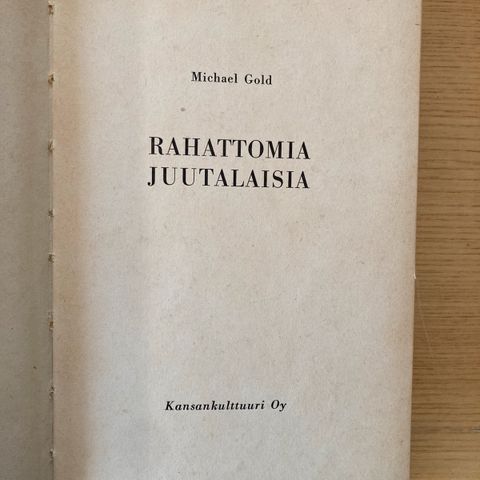 Michael Gold
RAHATTOMIA
JUUTALAISIA
Kansankulttuuri Oy